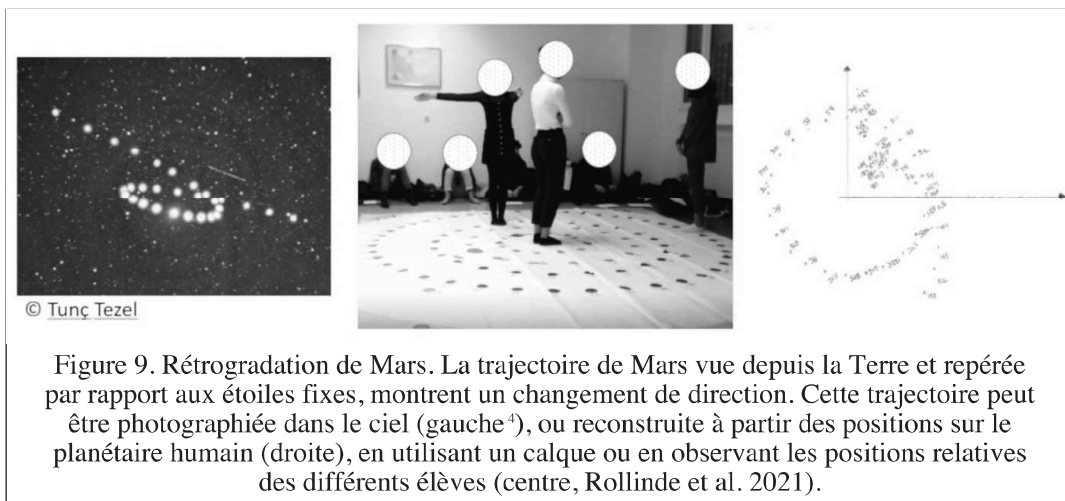 © Tunç Tezel
Figure 9. Rétrogradation de Mars. La trajectoire de Mars vue depuis la Terre et repérée
par rapport aux étoiles fixes, montrent un changement de direction. Cette trajectoire peut
être photographiée dans le ciel (gauche⁴), ou reconstruite à partir des positions sur le
planétaire humain (droite), en utilisant un calque ou en observant les positions relatives
des différents élèves (centre, Rollinde et al. 2021).